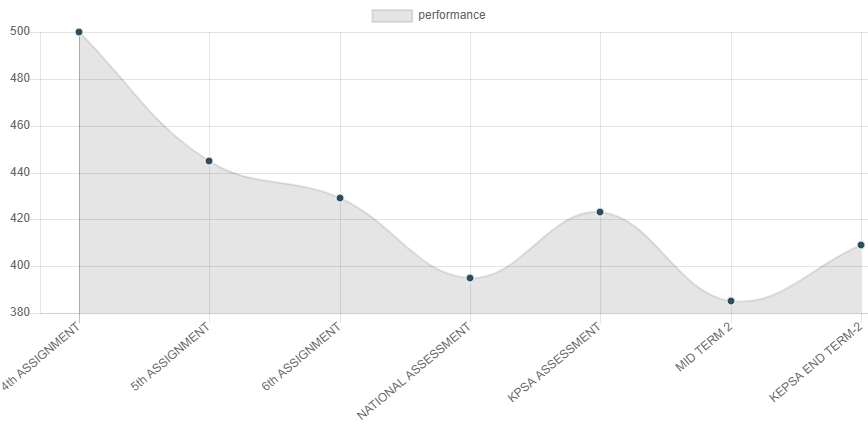 performance
500
480
460
440
420
400
380
4th ASSIGNMENT
5th ASSIGNMENT
6th ASSIGNMENT
NATIONAL ASSESSMENT
KPSA ASSESSMENT
MID TERM 2
KEPSA END TERM-2